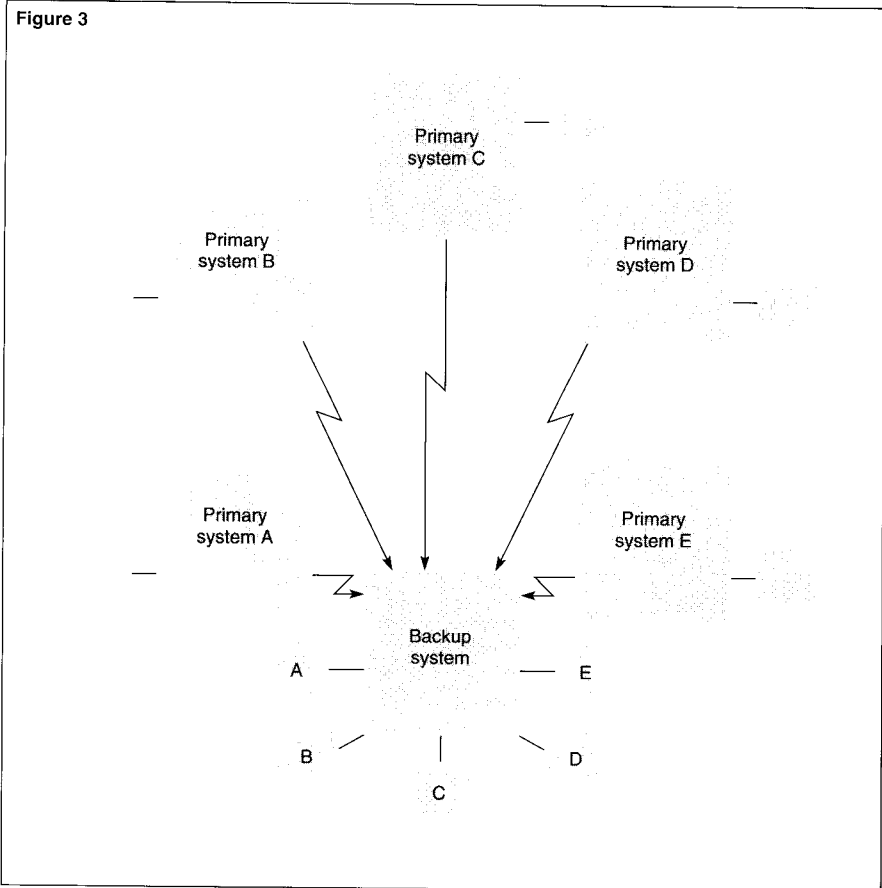 Figure 3
Primary
system C
Primary
system B
Primary
system D
Primary
system A
Primary
system E
Backup
system
A
E
B
D
C